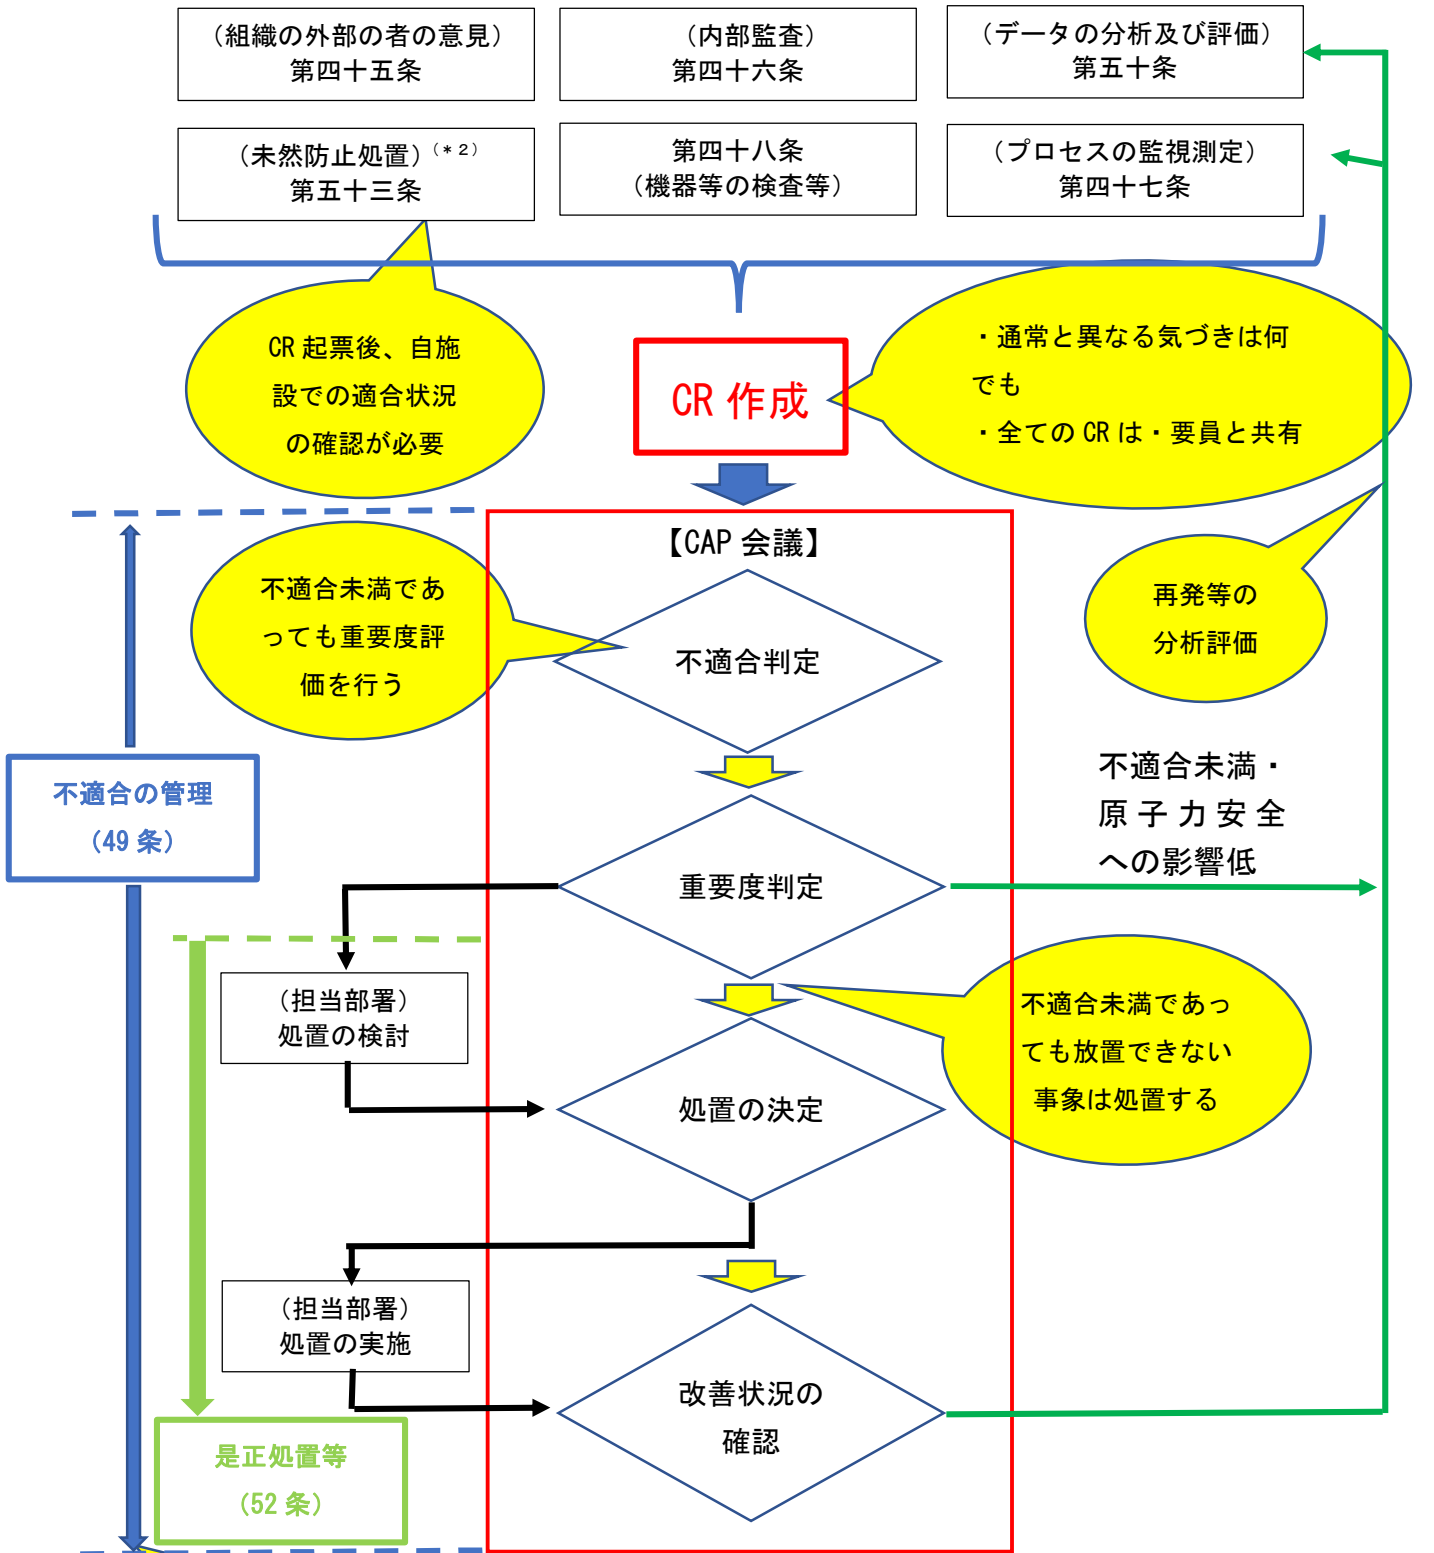 （組織の外部の者の意見）
第四十五条
（内部監査）
第四十六条
（データの分析及び評価）
第五十条
（未然防止処置）（＊２）
第五十三条
第四十八条
（機器等の検査等）
（プロセスの監視測定）
第四十七条
CR 起票後、自施
設での適合状況
の確認が必要
CR 作成
・通常と異なる気づきは何
でも
・全ての CR は・要員と共有
【CAP 会議】
不適合未満であ
っても重要度評
価を行う
不適合判定
再発等の
分析評価
不適合の管理
（49 条）
不適合未満・
原子力安全
への影響低
重要度判定
（担当部署）
処置の検討
不適合未満であっ
ても放置できない
事象は処置する
処置の決定
（担当部署）
処置の実施
改善状況の
確認
是正処置等
（52 条）